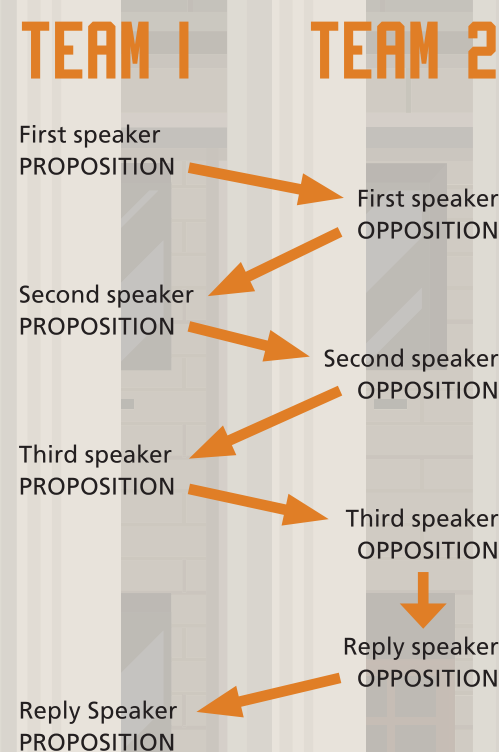 TEAM 1
TEAM 2
First speaker
PROPOSITION
First speaker
OPPOSITION
Second speaker
PROPOSITION
Second speaker
OPPOSITION
Third speaker
PROPOSITION
Third speaker
OPPOSITION
Reply speaker
OPPOSITION
Reply Speaker
PROPOSITION